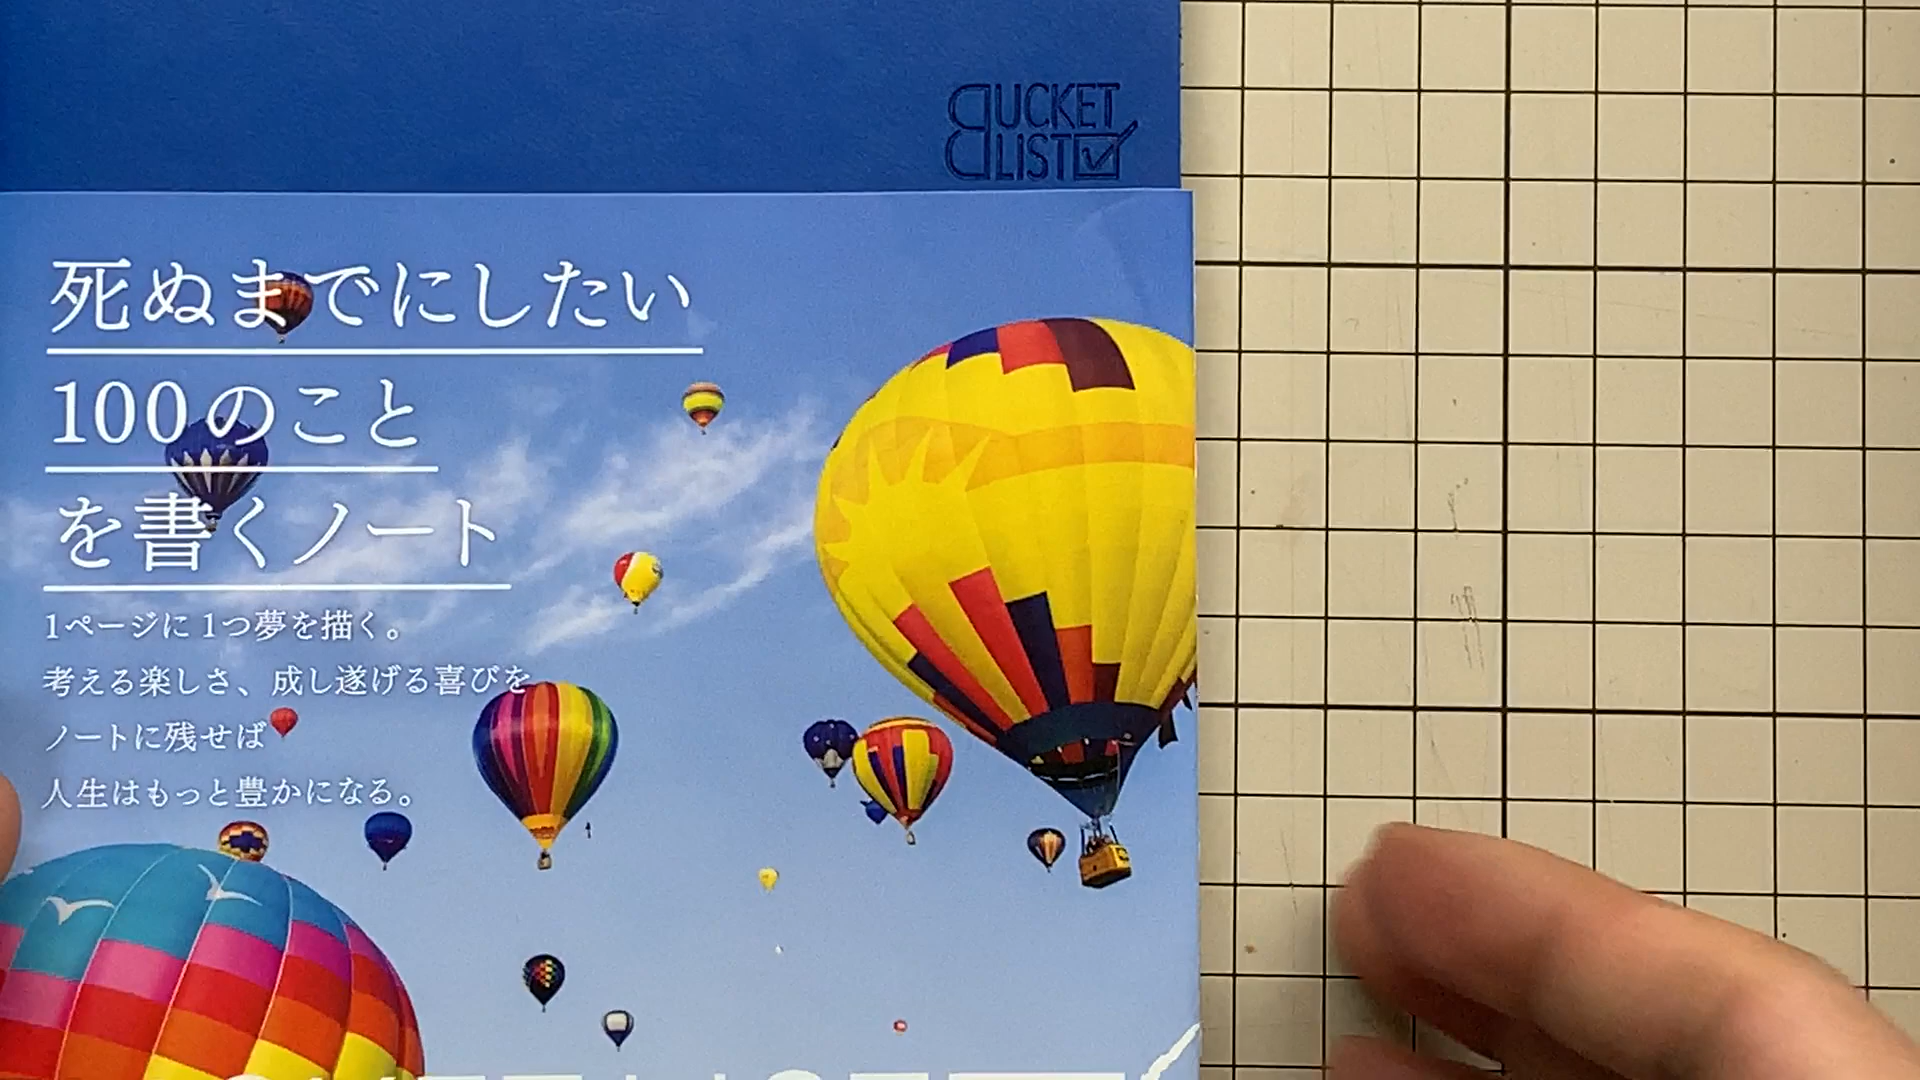 BUCKET
LIST
死ぬまでにしたい
100のこと
を書くノート
1ページに1つ夢を描く。
考える楽しさ、成し遂げる喜びを
ノートに残せば
人生はもっと豊かになる。